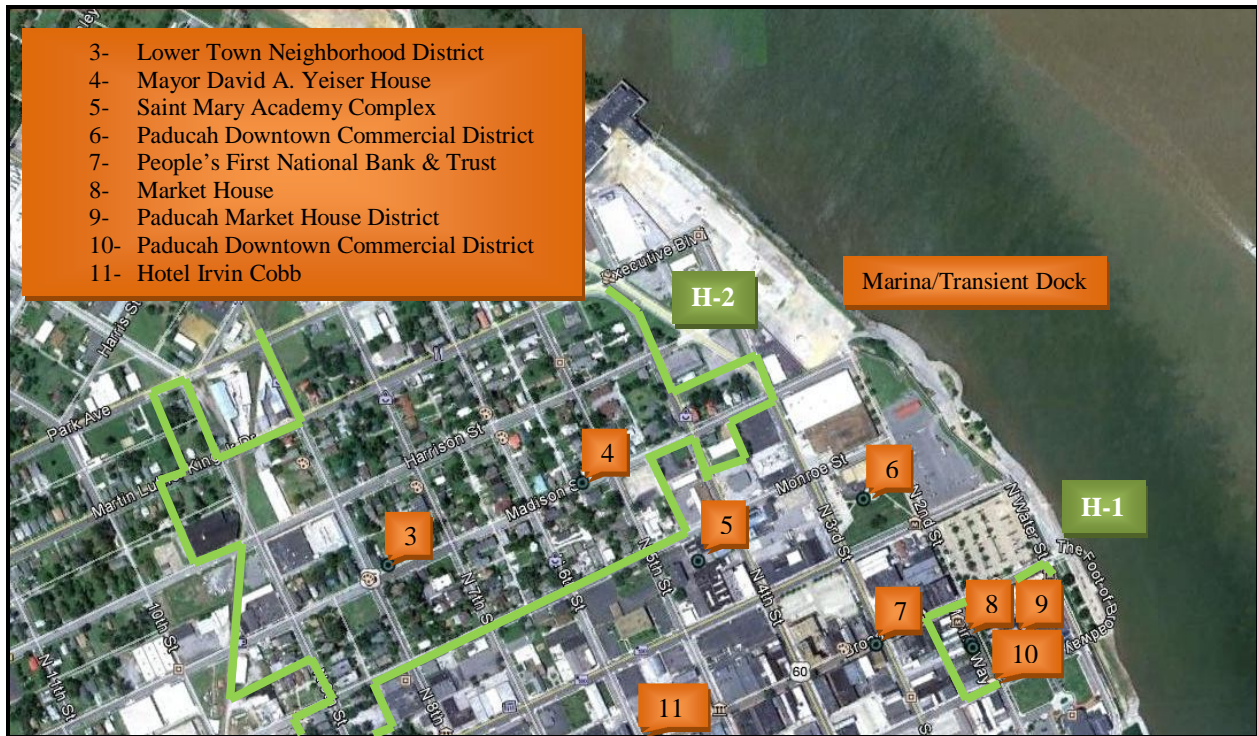 3- Lower Town Neighborhood District
4- Mayor David A. Yeiser House
5- Saint Mary Academy Complex
6- Paducah Downtown Commercial District
7- People's First National Bank & Trust
8- Market House
9- Paducah Market House District
10- Paducah Downtown Commercial District
11- Hotel Irvin Cobb
Executive Blvd
H-2
Marina/Transient Dock
Harris St
Park Ave
Martin Luther King Jr Dr
Harrison St
Madison S
4
Monroe St
6
H-1
3
5
N 2nd St
N Water St
The Foot of Broadway
N 3rd St
N 4th St
N 5th St
N 6th St
N 7th S
N 8th
10th St
N 11th St
7
8
9
10
Way
60
11